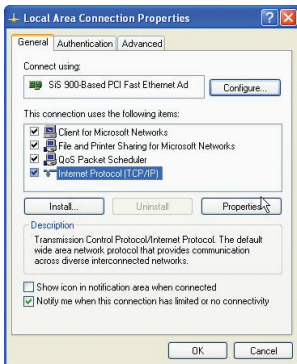 Local Area Connection Properties
General Authentication Advanced
Connect using:
SiS 900-Based PCI Fast Ethernet Ad Configure...
This connection uses the following items:
Client for Microsoft Networks
File and Printer Sharing for Microsoft Networks
QoS Packet Scheduler
Internet Protocol (TCP/IP)
Install... Uninstall Properties
Description
Transmission Control Protocol/Internet Protocol. The default
wide area network protocol that provides communication
across diverse interconnected networks.
Show icon in notification area when connected
Notify me when this connection has limited or no connectivity
OK Cancel